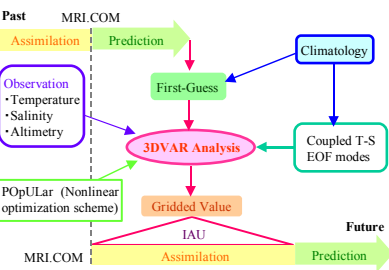 Past
MRI.COM
Assimilation
Prediction
Climatology
Observation
・Temperature
・Salinity
・Altimetry
First-Guess
3DVAR Analysis
Coupled T-S
EOF modes
POpULar (Nonlinear
optimization scheme)
Gridded Value
IAU
Future
MRI.COM
Assimilation
Prediction